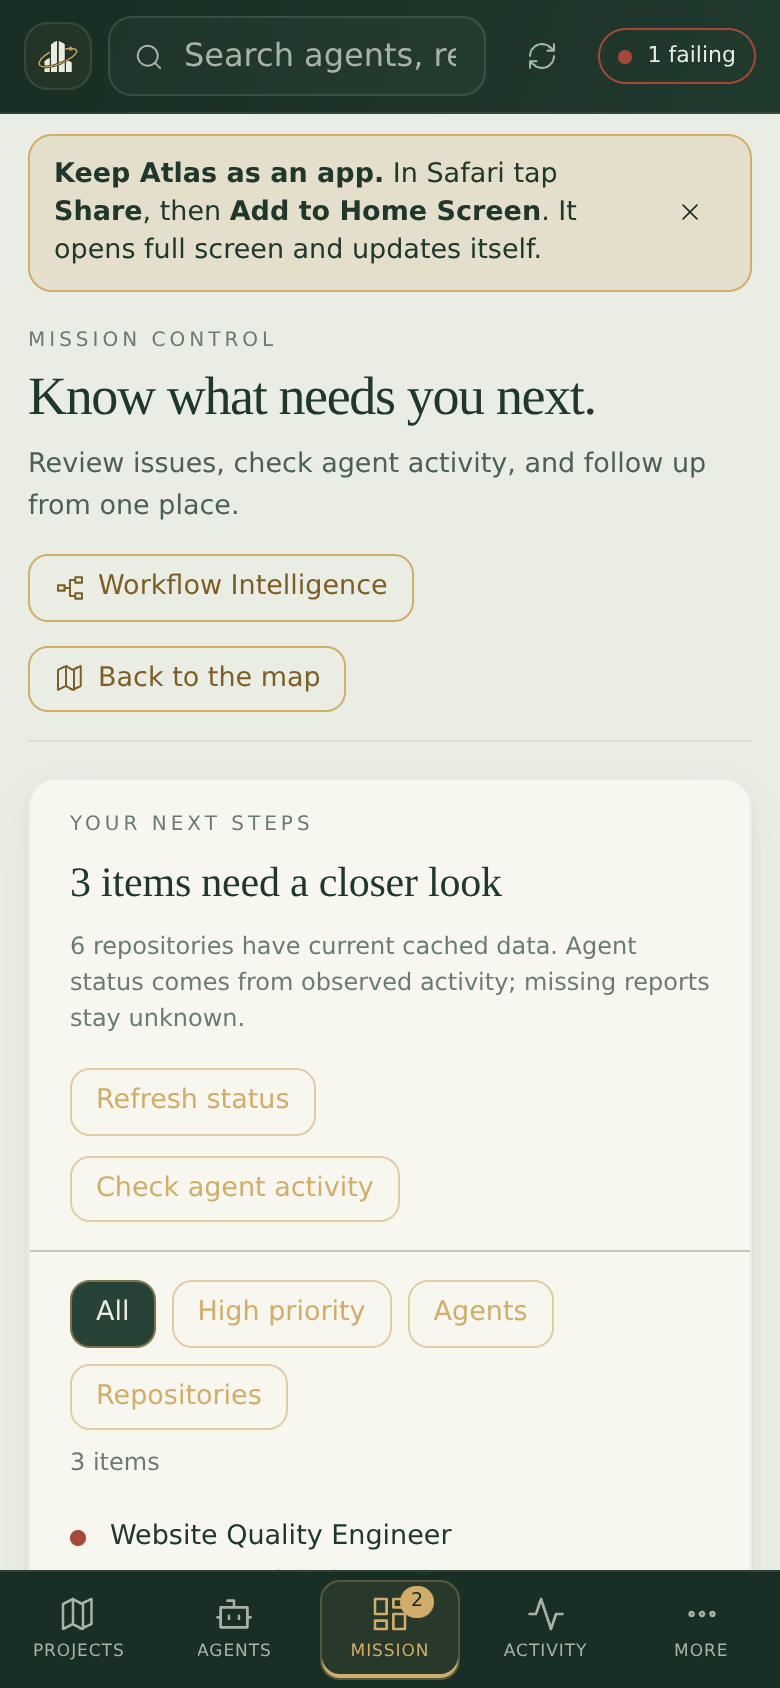 Search agents, re
1 failing
Keep Atlas as an app. In Safari tap
Share, then Add to Home Screen. It
opens full screen and updates itself.
MISSION CONTROL
Know what needs you next.
Review issues, check agent activity, and follow up
from one place.
Workflow Intelligence
Back to the map
YOUR NEXT STEPS
3 items need a closer look
6 repositories have current cached data. Agent
status comes from observed activity; missing reports
stay unknown.
Refresh status
Check agent activity
All High priority Agents
Repositories
3 items
Website Quality Engineer
2
PROJECTS AGENTS MISSION ACTIVITY MORE